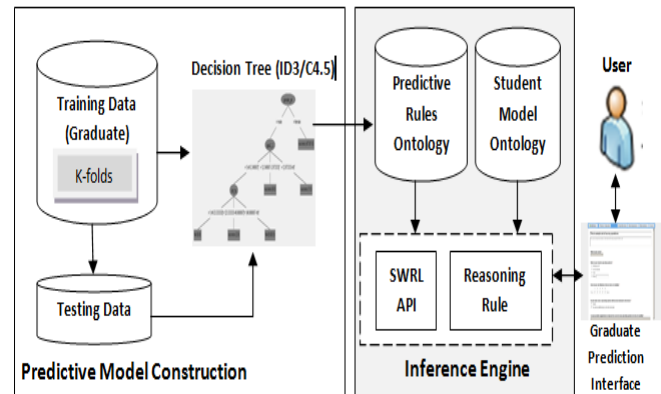 Training Data
(Graduate)
K-folds
Testing Data
Decision Tree (ID3/C4.5)
Predictive Model Construction
Predictive
Rules
Ontology
Student
Model
Ontology
SWRL
API
Reasoning
Rule
Inference Engine
User
Graduate
Prediction
Interface